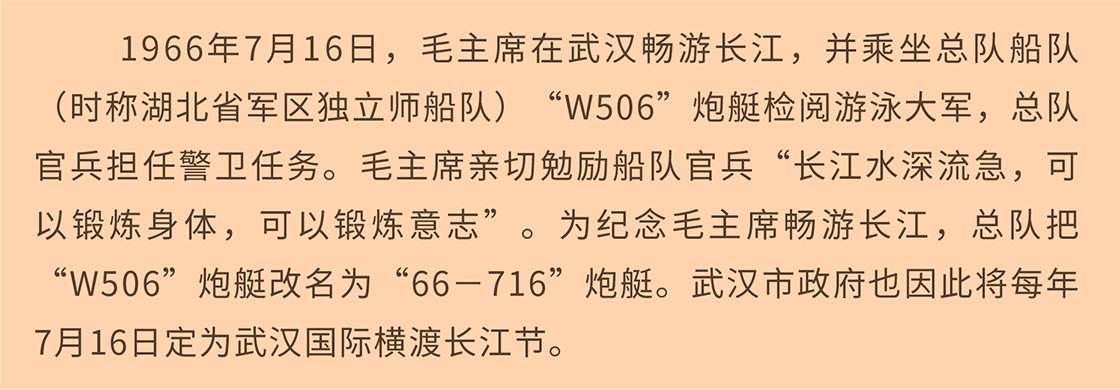 1966年7月16日，毛主席在武汉畅游长江，并乘坐总队船队
（时称湖北省军区独立师船队）“W506”炮艇检阅游泳大军，总队
官兵担任警卫任务。毛主席亲切勉励船队官兵“长江水深流急，可
以锻炼身体，可以锻炼意志”。为纪念毛主席畅游长江，总队把
“W506”炮艇改名为“66－716”炮艇。武汉市政府也因此将每年
7月16日定为武汉国际横渡长江节。